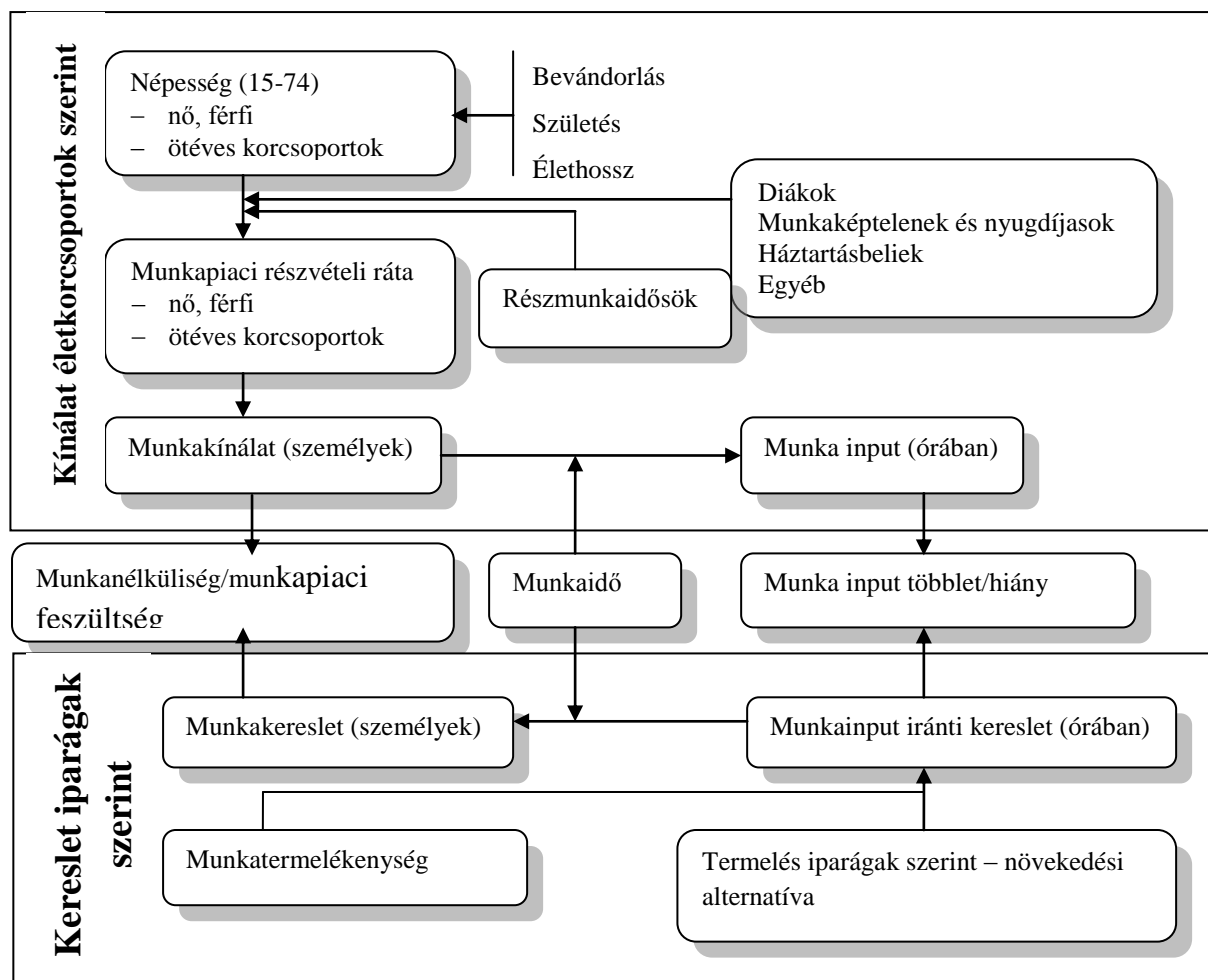 Kínálat életkorcsoportok szerint
Népesség (15-74)
– nő, férfi
– ötéves korcsoportok
Bevándorlás
Születés
Élethossz
Diákok
Munkaképtelenek és nyugdíjasok
Háztartásbeliek
Egyéb
Munkapiaci részvételi ráta
– nő, férfi
– ötéves korcsoportok
Részmunkaidősök
Munkakínálat (személyek)
Munka input (órában)
Munkanélküliség/munkapiaci
feszültség
Munkaidő
Munka input többlet/hiány
Kereslet iparágak
szerint
Munkakereslet (személyek)
Munkainput iránti kereslet (órában)
Munkatermelékenység
Termelés iparágak szerint – növekedési
alternatíva